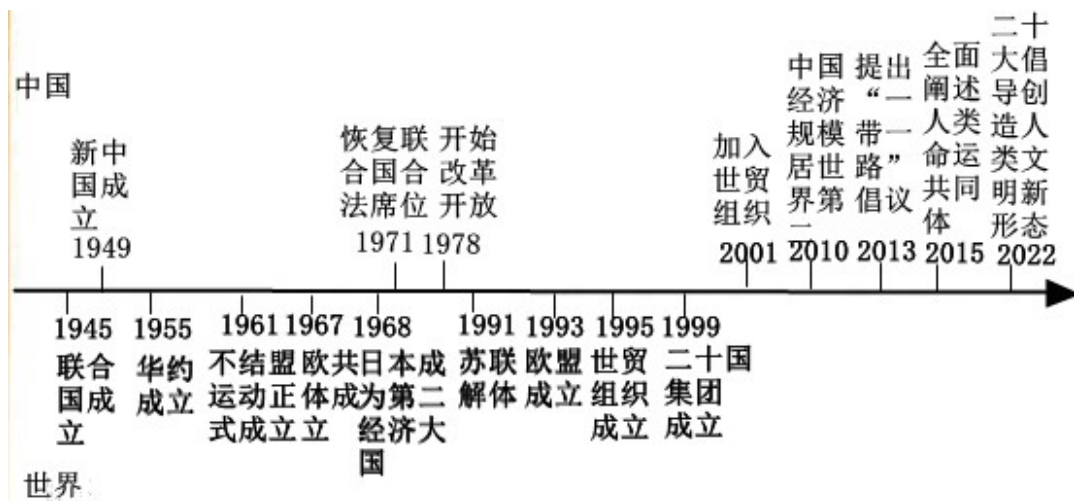 中国
新中
国成
立
1949
恢复联
合国合
法席位
1971
开始
改革
开放
1978
加入
世贸
组织
2001
中国
经济
规模
居世
界第
二
2010
提出
“一
带一
路”
倡议
2013
全面
阐述
人类
命运
共同
体
2015
二十
大倡
导创
造人
类文
明新
形态
2022
1945
联合
国成
立
1955
华约
成立
1961
不结盟
运动正
式成立
1967
欧共
体成
立
1968
日本成
为第二
经济大
国
1991
苏联
解体
1993
欧盟
成立
1995
世贸
组织
成立
1999
二十国
集团
成立
世界